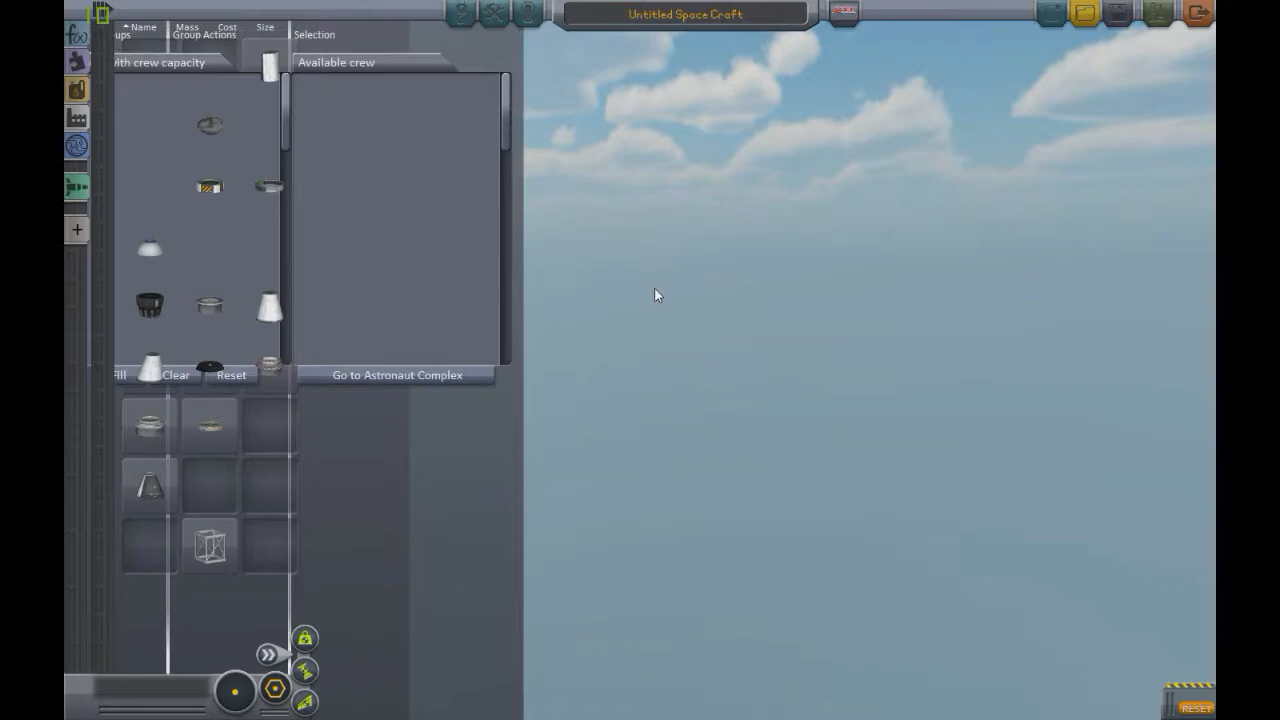 Untitled Space Craft
Name Mass Cost Size
ups Group Actions Selection
with crew capacity Available crew
Fill Clear Reset Go to Astronaut Complex
RESET